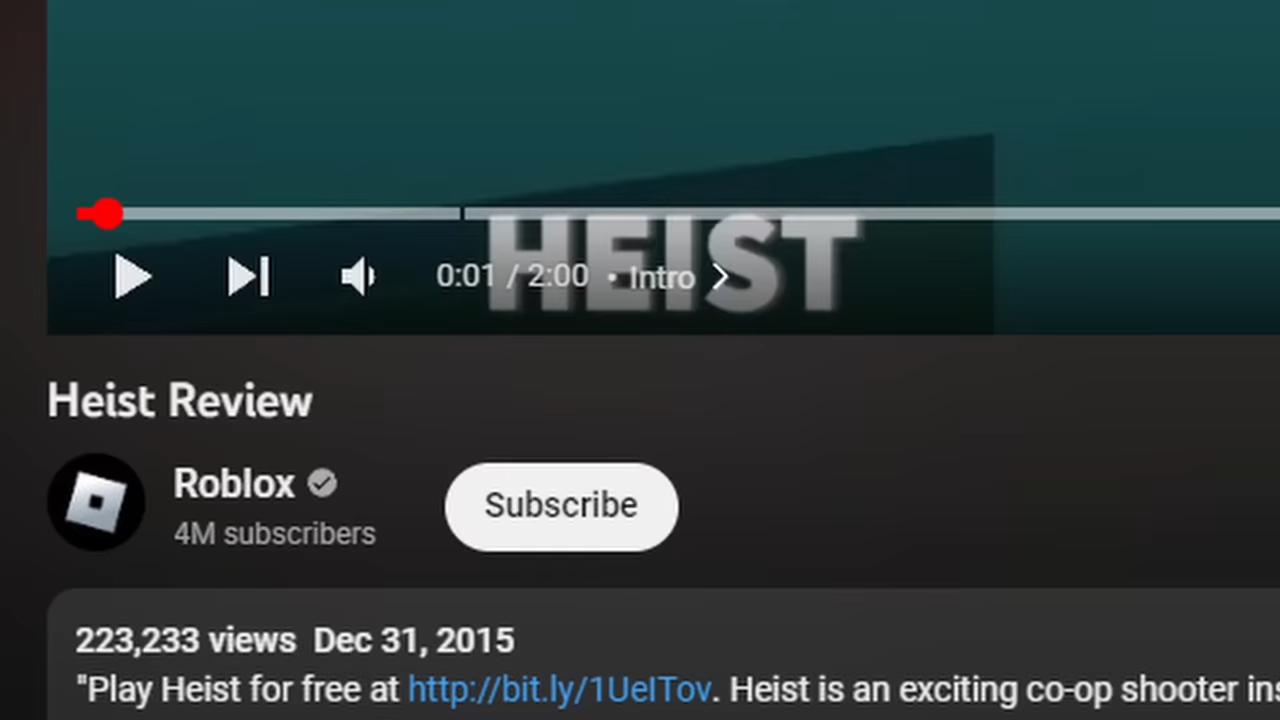 HEIST
0:01 / 2:00 • Intro
Heist Review
Roblox
4M subscribers
Subscribe
223,233 views Dec 31, 2015
"Play Heist for free at http://bit.ly/1UeITov. Heist is an exciting co-op shooter ins